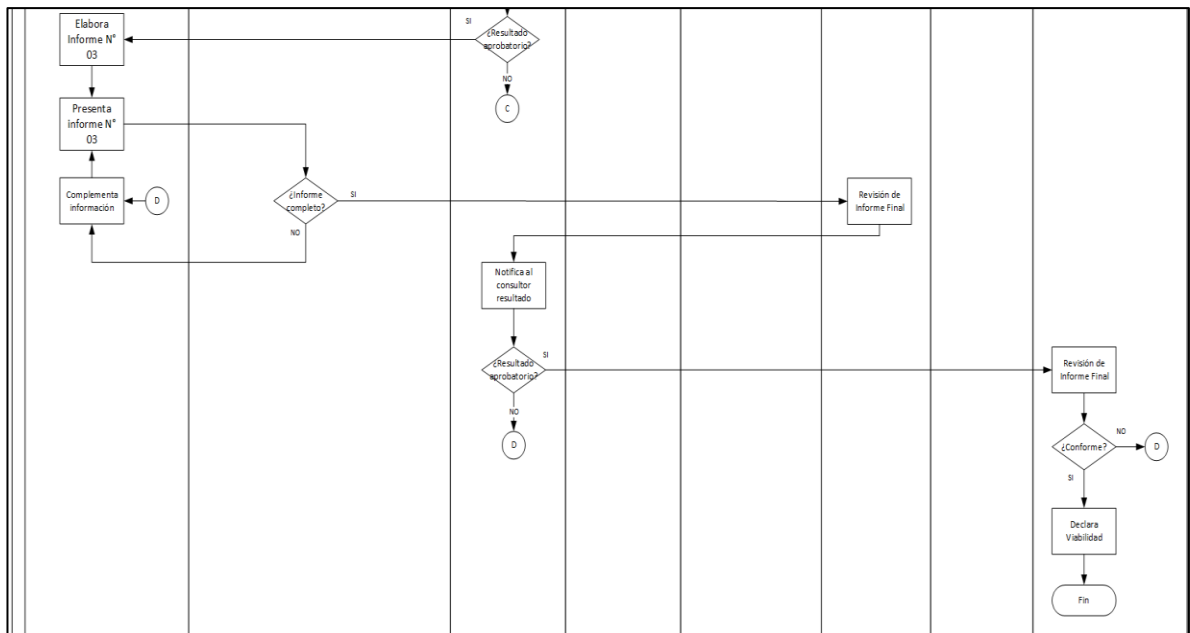 Elabora
Informe N°
03
SI
¿Resultado
aprobatorio?
NO
C
Presenta
informe N°
03
Complementa
información
D
¿Informe
completo?
SI
NO
Revisión de
Informe Final
Notifica al
consultor
resultado
¿Resultado
aprobatorio?
SI
NO
D
Revisión de
Informe Final
¿Conforme?
NO
D
SI
Declara
Viabilidad
Fin